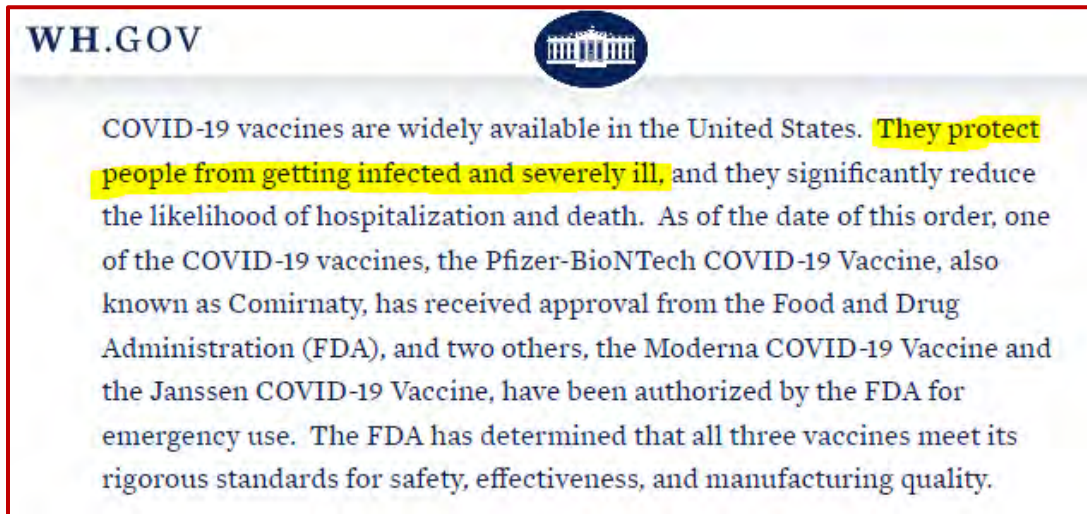 WH.GOV
COVID-19 vaccines are widely available in the United States.  They protect
people from getting infected and severely ill, and they significantly reduce
the likelihood of hospitalization and death.  As of the date of this order, one
of the COVID-19 vaccines, the Pfizer-BioNTech COVID-19 Vaccine, also
known as Comirnaty, has received approval from the Food and Drug
Administration (FDA), and two others, the Moderna COVID-19 Vaccine and
the Janssen COVID-19 Vaccine, have been authorized by the FDA for
emergency use.  The FDA has determined that all three vaccines meet its
rigorous standards for safety, effectiveness, and manufacturing quality.